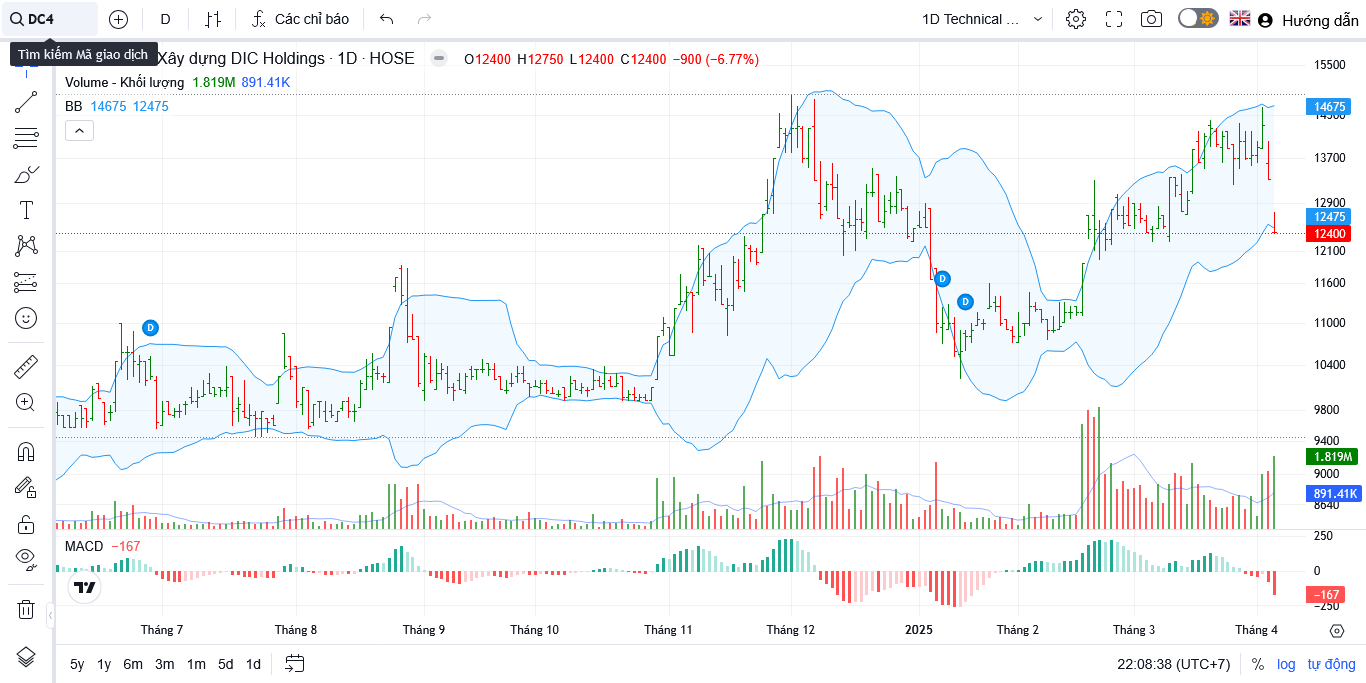 DC4 D Các chỉ báo 1D Technical ... Hướng dẫn
Tìm kiếm Mã giao dịch Xây dựng DIC Holdings · 1D · HOSE O12400 H12750 L12400 C12400 −900 (−6.77%)
Volume - Khối lượng 1.819M 891.41K
BB 14675 12475
15500
14675
14500
13700
12900
12475
12400
12100
11600
D
D
11000
D
10400
9800
9400
1.819M
9000
891.41K
8640
MACD −167
250
0
−167
−250
Tháng 7 Tháng 8 Tháng 9 Tháng 10 Tháng 11 Tháng 12 2025 Tháng 2 Tháng 3 Tháng 4
5y 1y 6m 3m 1m 5d 1d 22:08:38 (UTC+7) % log tự động